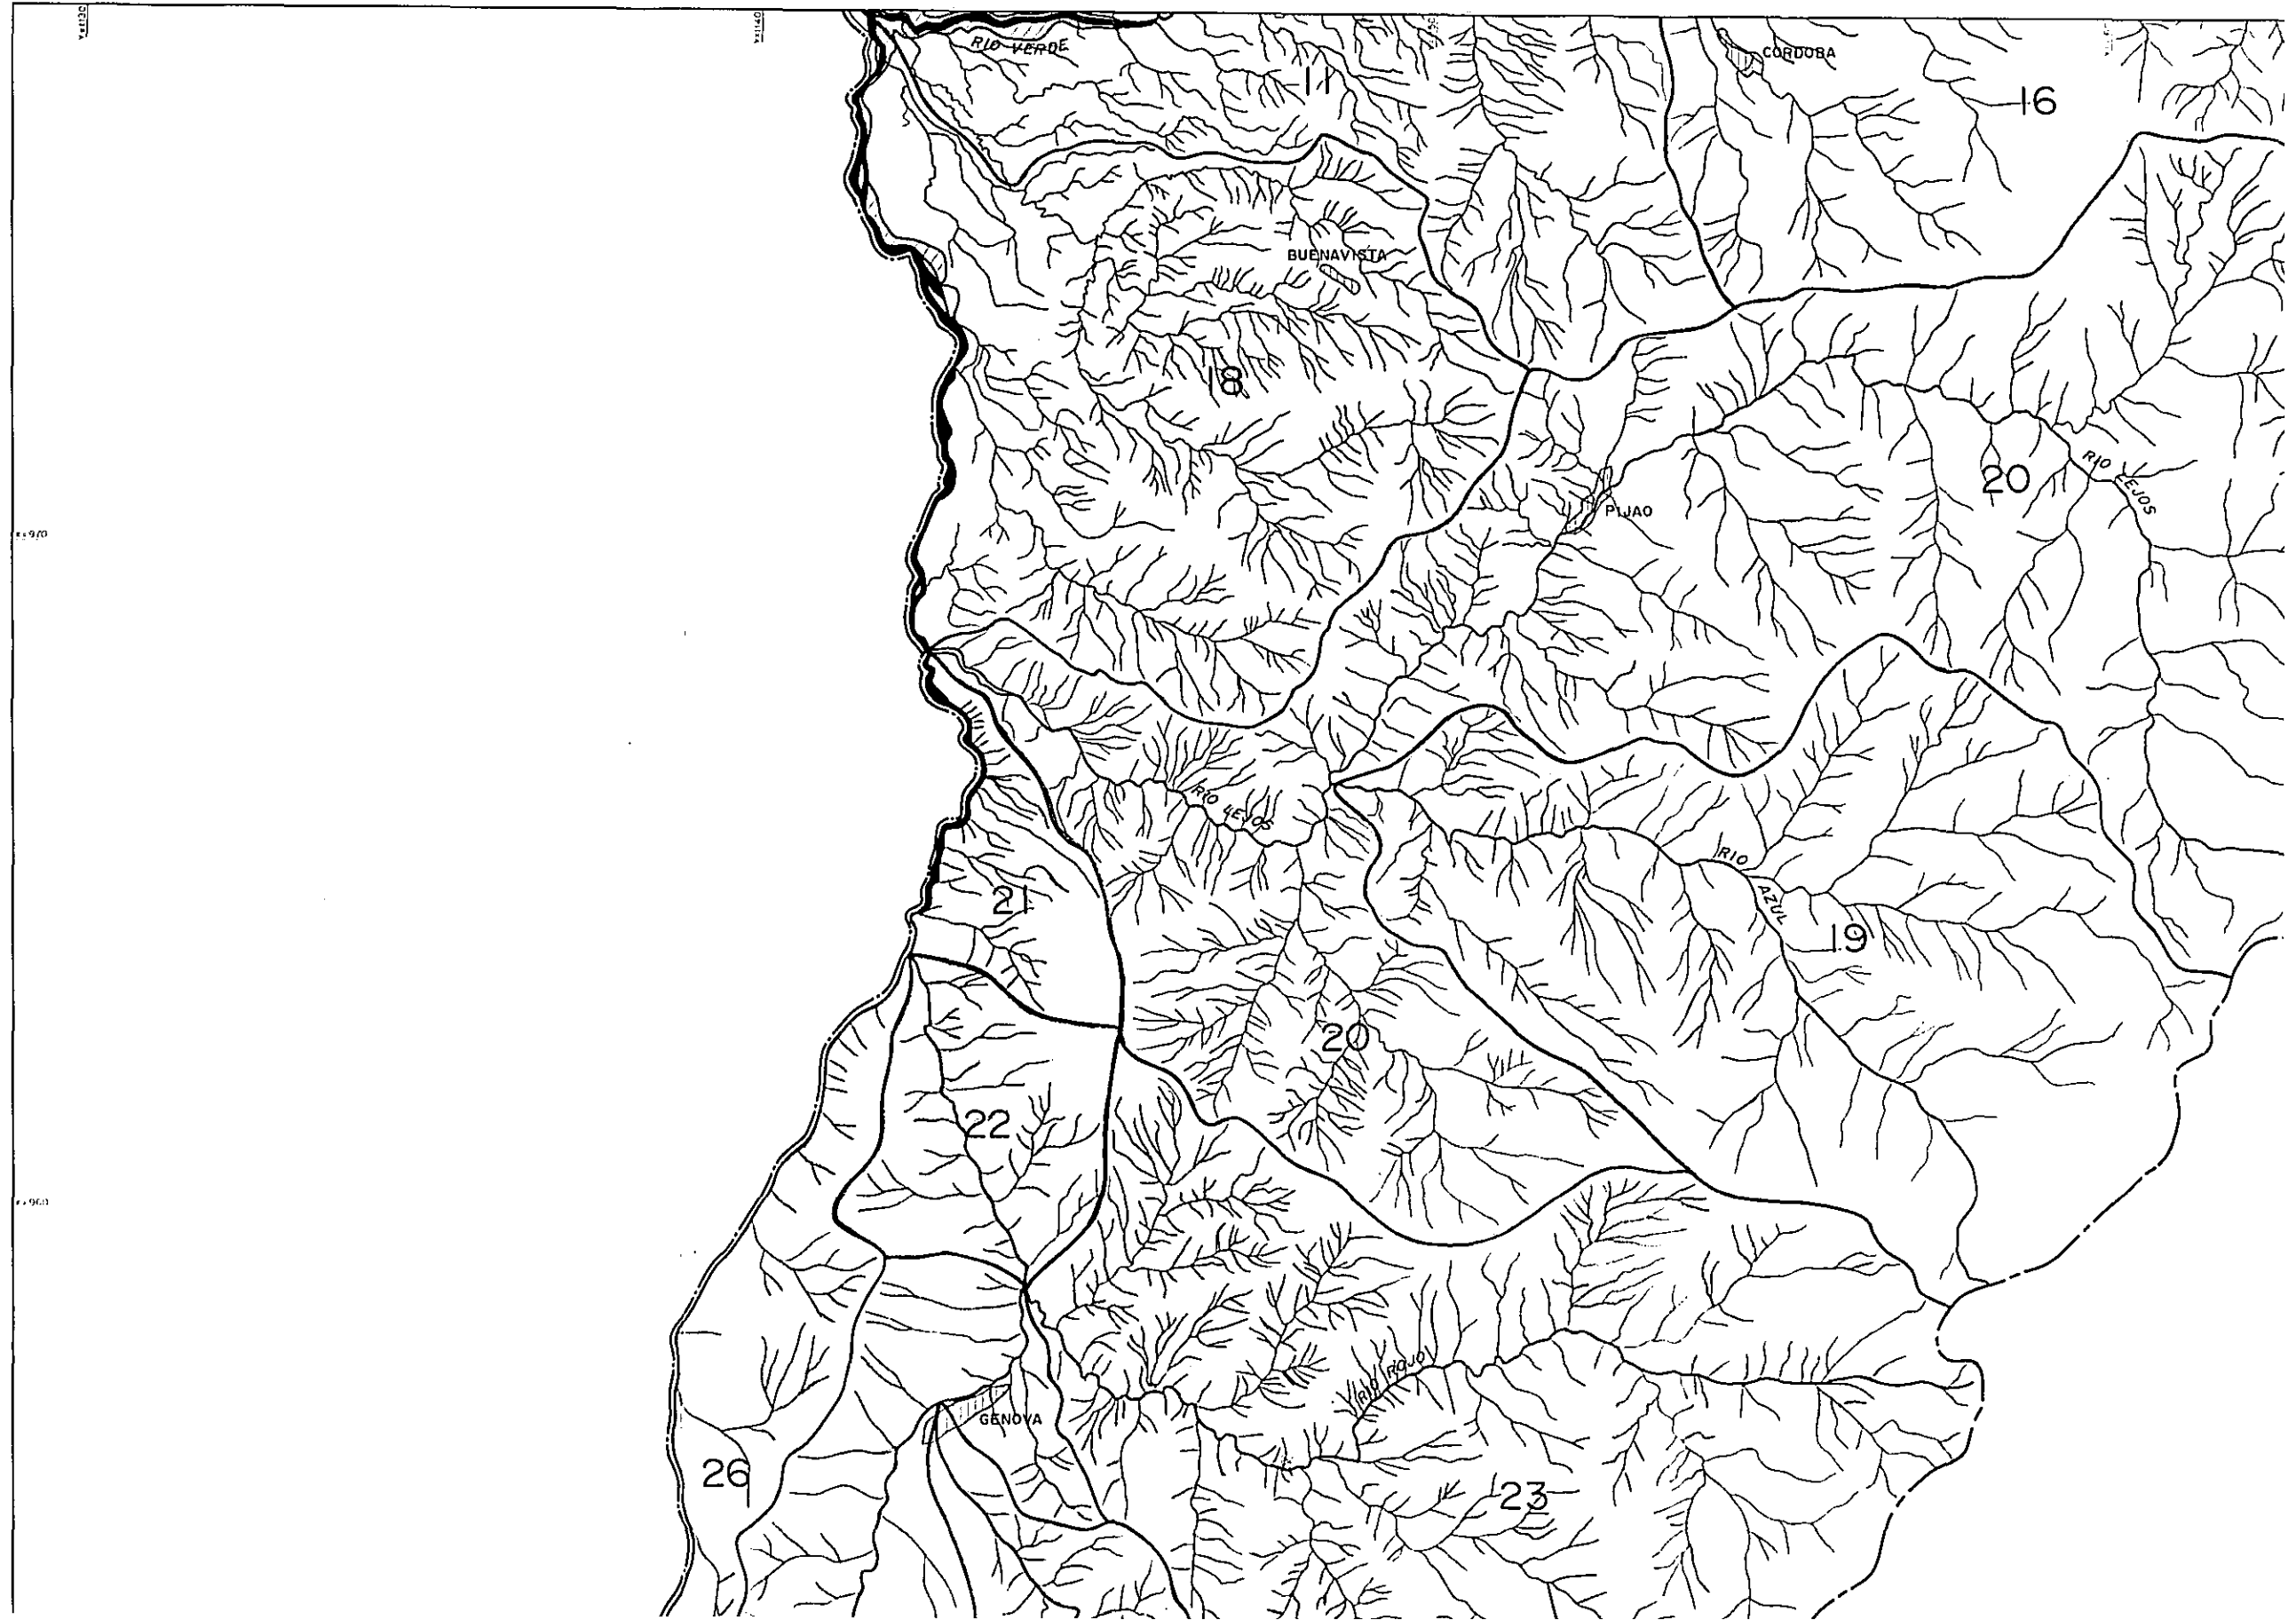 RIO VERDE
CORDOBA
11
16
BUENAVISTA
18
RIO LEJOS
20
PIJAO
RIO LEJOS
RIO AZUL
21
19
20
22
RIO ROJO
GENOVA
26
23